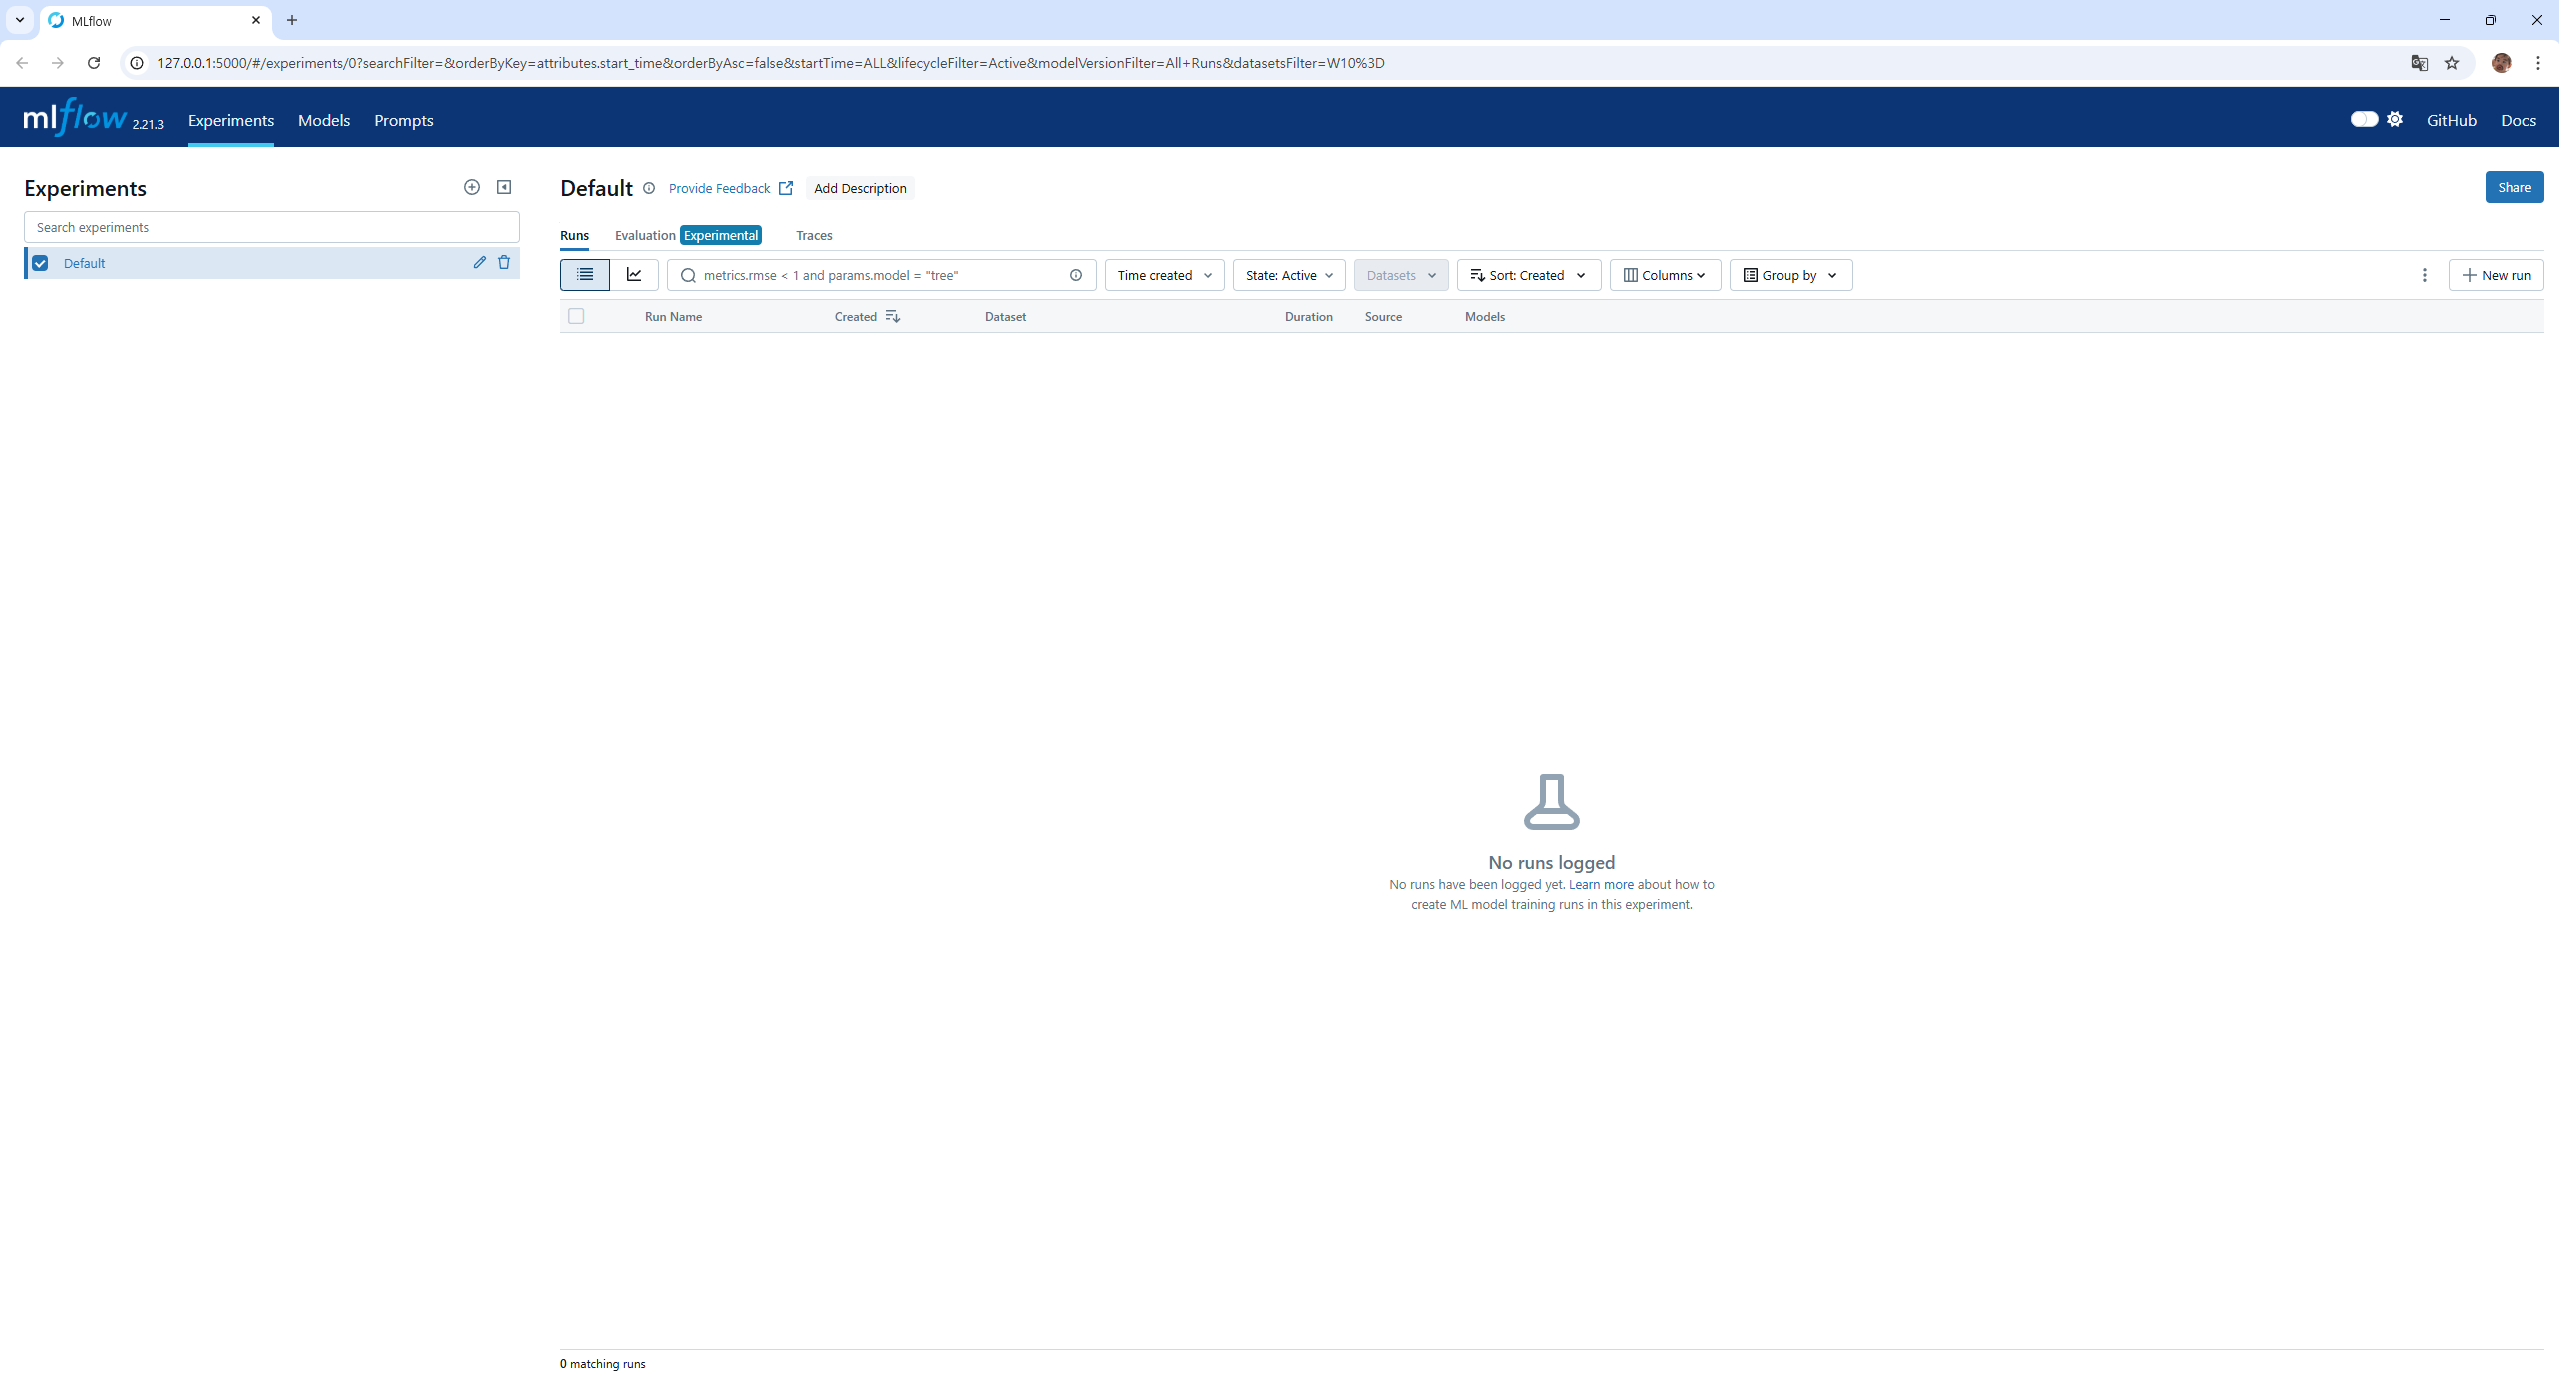 MLflow
127.0.0.1:5000/#/experiments/0?searchFilter=&orderByKey=attributes.start_time&orderByAsc=false&startTime=ALL&lifecycleFilter=Active&modelVersionFilter=All+Runs&datasetsFilter=W10%3D
mlflow 2.21.3 Experiments Models Prompts GitHub Docs
Experiments
Search experiments
Default
Default Provide Feedback Add Description Share
Runs Evaluation Experimental Traces
metrics.rmse < 1 and params.model = "tree" Time created State: Active Datasets Sort: Created Columns Group by New run
Run Name Created Dataset Duration Source Models
No runs logged
No runs have been logged yet. Learn more about how to
create ML model training runs in this experiment.
0 matching runs